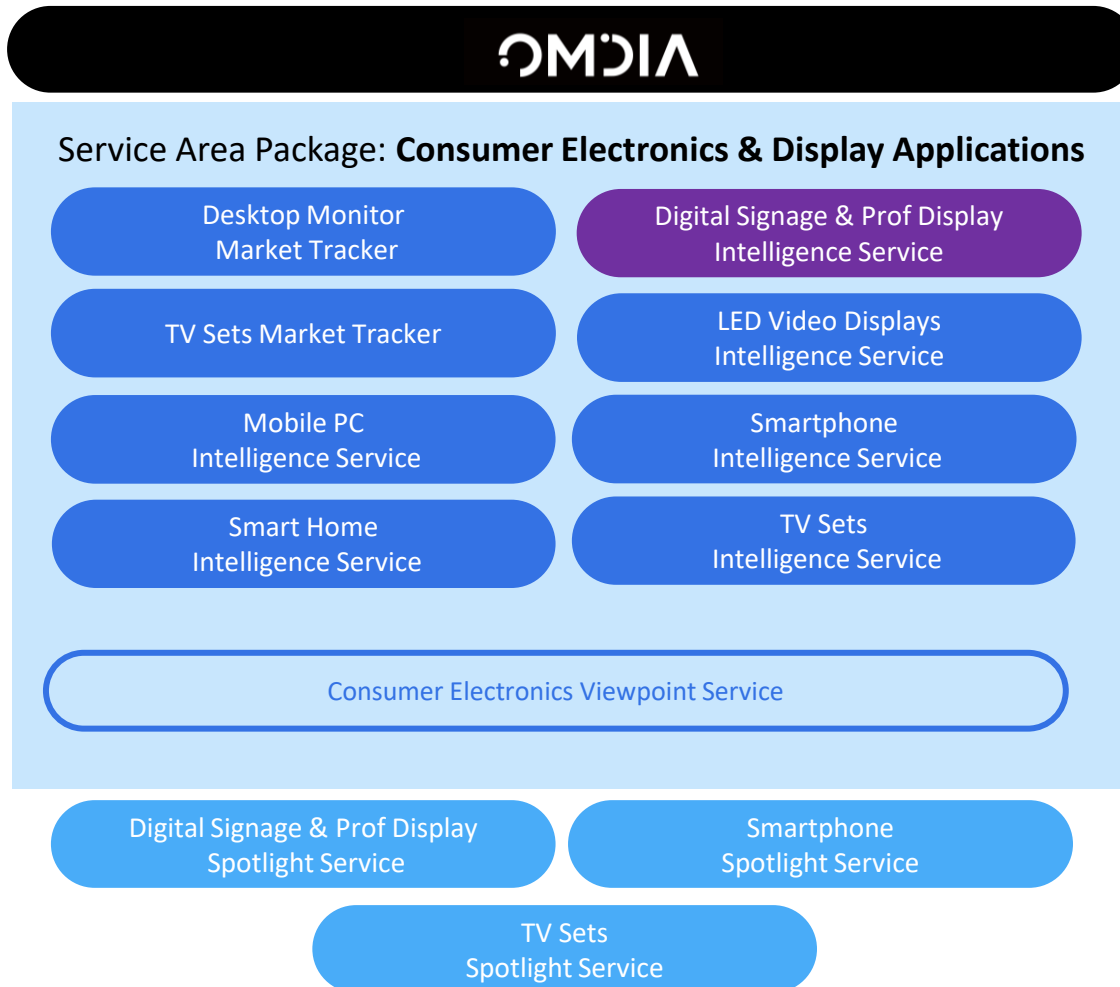 OMDIA
Service Area Package: Consumer Electronics & Display Applications
Desktop Monitor
Market Tracker
Digital Signage & Prof Display
Intelligence Service
TV Sets Market Tracker
LED Video Displays
Intelligence Service
Mobile PC
Intelligence Service
Smartphone
Intelligence Service
Smart Home
Intelligence Service
TV Sets
Intelligence Service
Consumer Electronics Viewpoint Service
Digital Signage & Prof Display
Spotlight Service
Smartphone
Spotlight Service
TV Sets
Spotlight Service